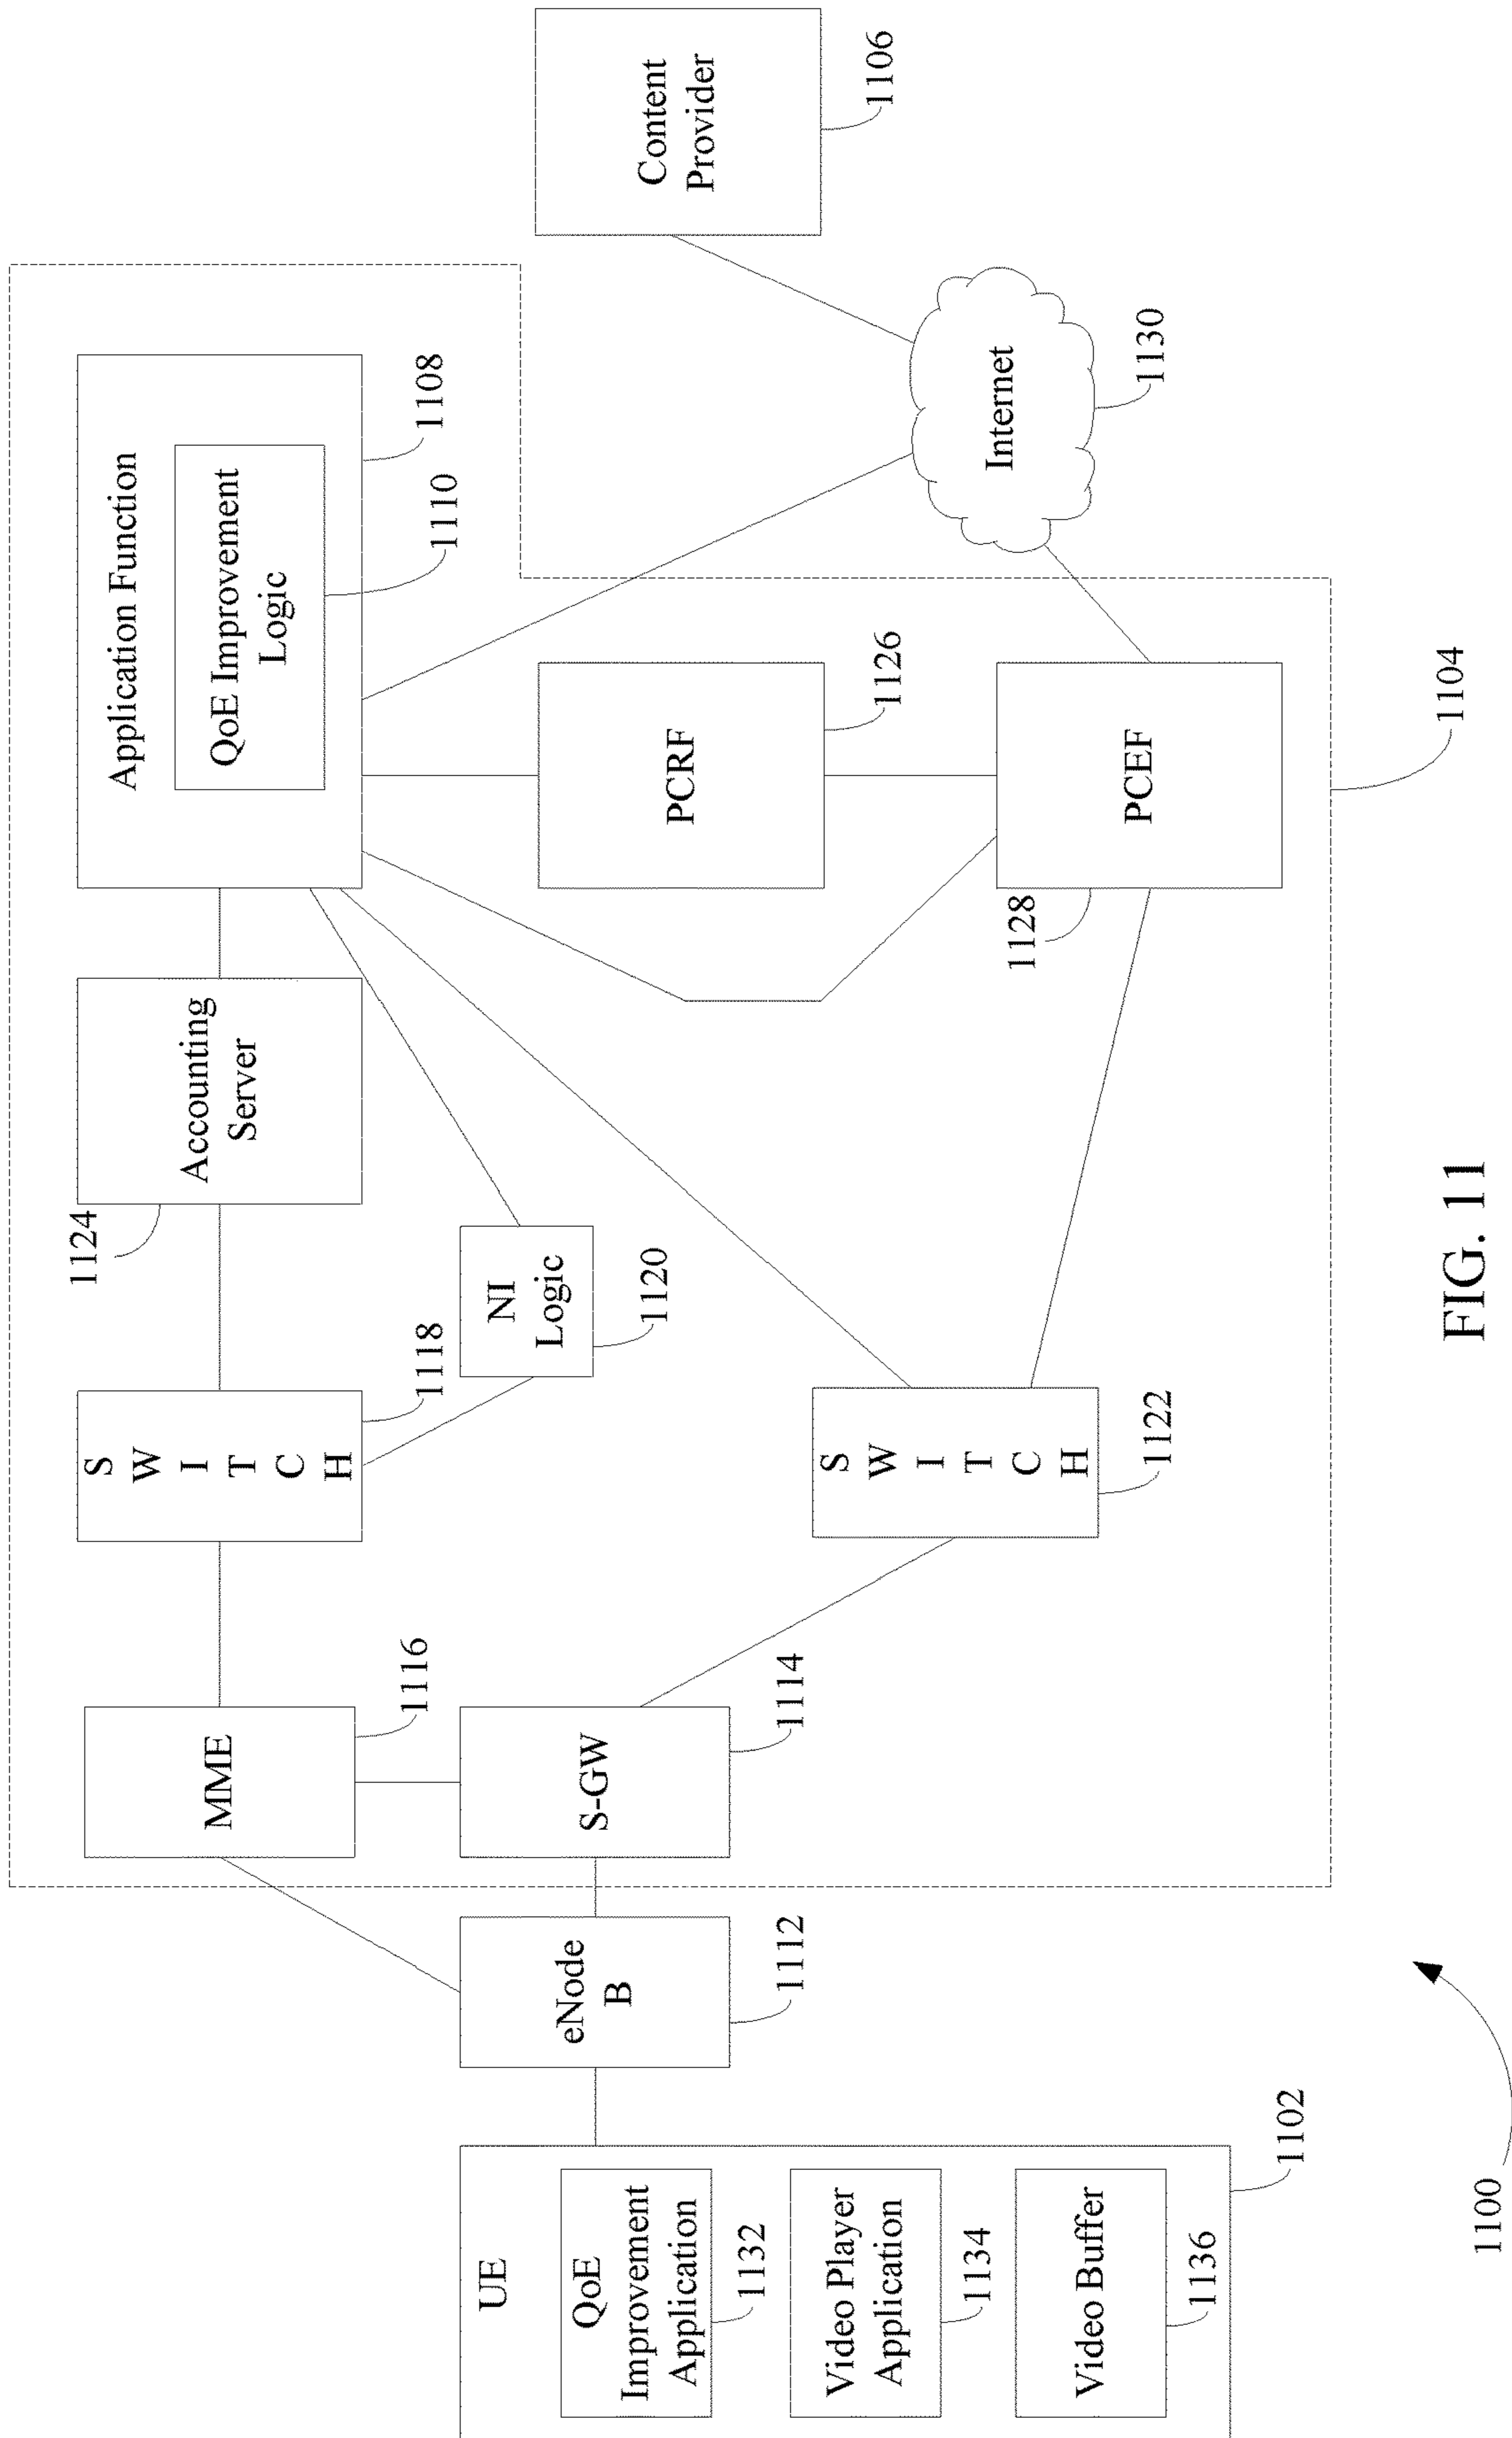 UE
QoE
Improvement
Application
1132
Video Player
Application
1134
Video Buffer
1136
1102
eNode
B
1112
MME
1116
S-GW
1114
S
W
I
T
C
H
1118
NI
Logic
1120
S
W
I
T
C
H
1122
1124
Accounting
Server
Application Function
QoE Improvement
Logic
1110
1108
PCRF
1126
1128
PCEF
1104
Internet
1130
Content
Provider
1106
1100
FIG. 11